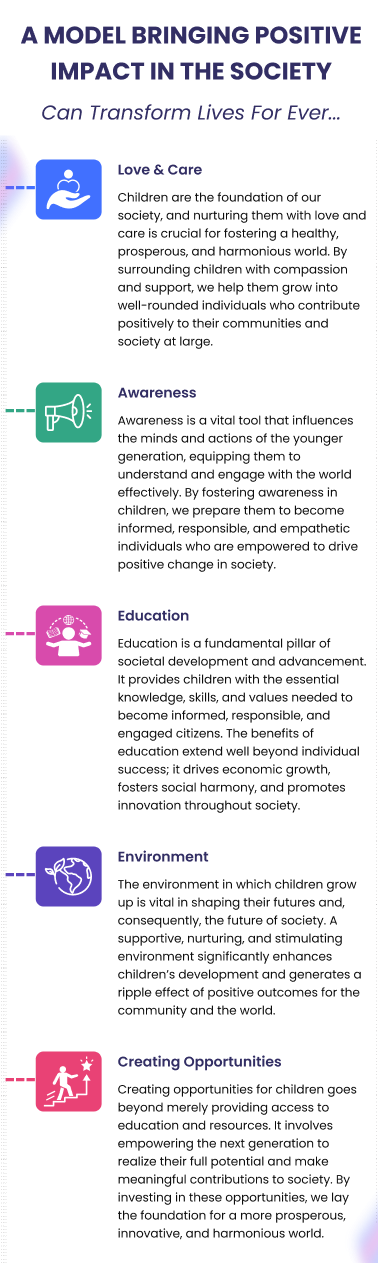 A MODEL BRINGING POSITIVE
IMPACT IN THE SOCIETY
Can Transform Lives For Ever...
Love & Care
Children are the foundation of our
society, and nurturing them with love and
care is crucial for fostering a healthy,
prosperous, and harmonious world. By
surrounding children with compassion
and support, we help them grow into
well-rounded individuals who contribute
positively to their communities and
society at large.
Awareness
Awareness is a vital tool that influences
the minds and actions of the younger
generation, equipping them to
understand and engage with the world
effectively. By fostering awareness in
children, we prepare them to become
informed, responsible, and empathetic
individuals who are empowered to drive
positive change in society.
Education
Education is a fundamental pillar of
societal development and advancement.
It provides children with the essential
knowledge, skills, and values needed to
become informed, responsible, and
engaged citizens. The benefits of
education extend well beyond individual
success; it drives economic growth,
fosters social harmony, and promotes
innovation throughout society.
Environment
The environment in which children grow
up is vital in shaping their futures and,
consequently, the future of society. A
supportive, nurturing, and stimulating
environment significantly enhances
children's development and generates a
ripple effect of positive outcomes for the
community and the world.
Creating Opportunities
Creating opportunities for children goes
beyond merely providing access to
education and resources. It involves
empowering the next generation to
realize their full potential and make
meaningful contributions to society. By
investing in these opportunities, we lay
the foundation for a more prosperous,
innovative, and harmonious world.